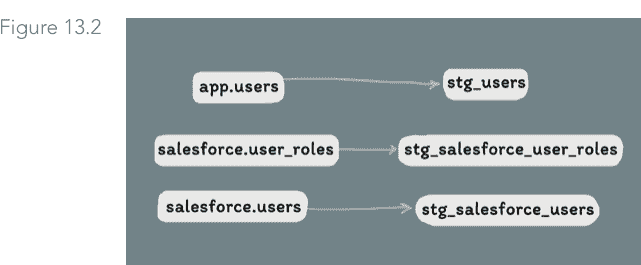 Figure 13.2
app.users
stg_users
salesforce.user_roles
stg_salesforce_user_roles
salesforce.users
stg_salesforce_users